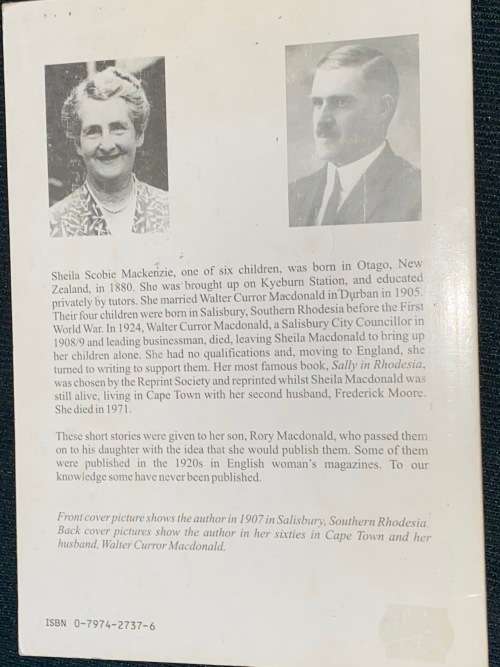 Sheila Scobie Mackenzie, one of six children, was born in Otago, New
Zealand, in 1880. She was brought up on Kyeburn Station, and educated
privately by tutors. She married Walter Curror Macdonald in Durban in 1905.
Their four children were born in Salisbury, Southern Rhodesia before the First
World War. In 1924, Walter Curror Macdonald, a Salisbury City Councillor in
1908/9 and leading businessman, died, leaving Sheila Macdonald to bring up
her children alone. She had no qualifications and, moving to England, she
turned to writing to support them. Her most famous book, Sally in Rhodesia,
was chosen by the Reprint Society and reprinted whilst Sheila Macdonald was
still alive, living in Cape Town with her second husband, Frederick Moore.
She died in 1971.
These short stories were given to her son, Rory Macdonald, who passed them
on to his daughter with the idea that she would publish them. Some of them
were published in the 1920s in English woman's magazines. To our
knowledge some have never been published.
Front cover picture shows the author in 1907 in Salisbury, Southern Rhodesia.
Back cover pictures show the author in her sixties in Cape Town and her
husband, Walter Curror Macdonald.
ISBN 0-7974-2737-6